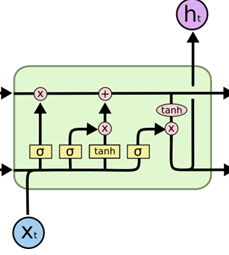 ht
x +
tanh
x x
σ σ tanh σ
Xt